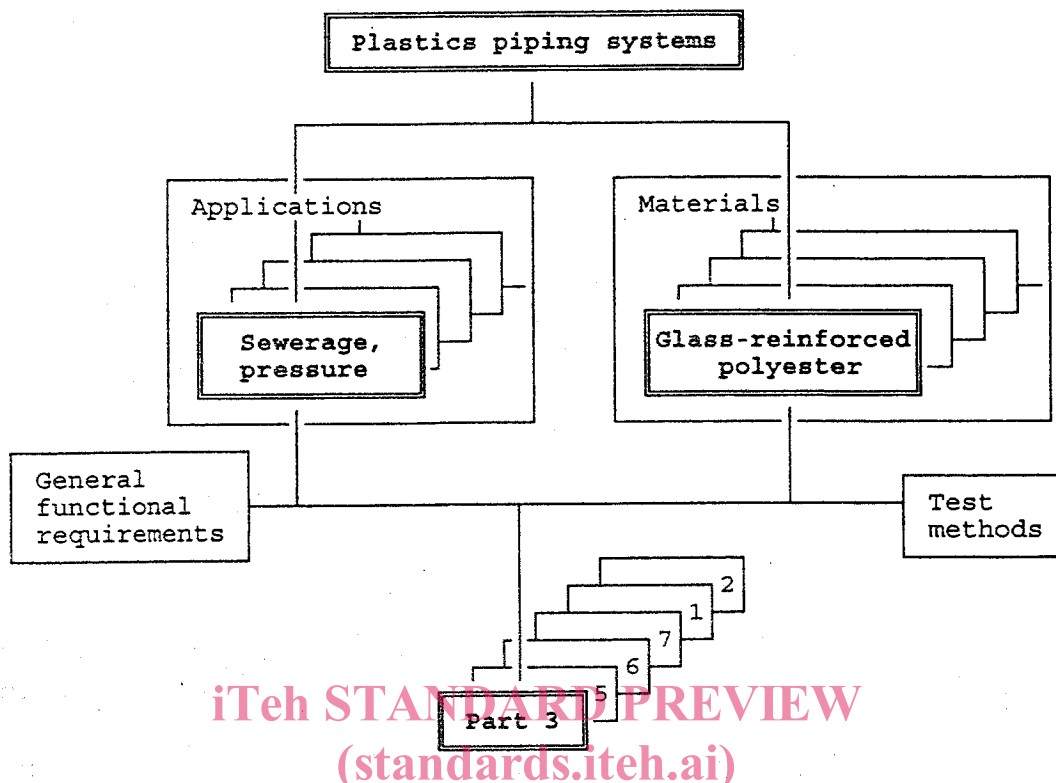 Plastics piping systems
Applications
Materials
Sewerage,
pressure
Glass-reinforced
polyester
General
functional
requirements
Test
methods
2
1
7
6
5
Part 3
iTeh STANDARD PREVIEW
(standards.iteh.ai)